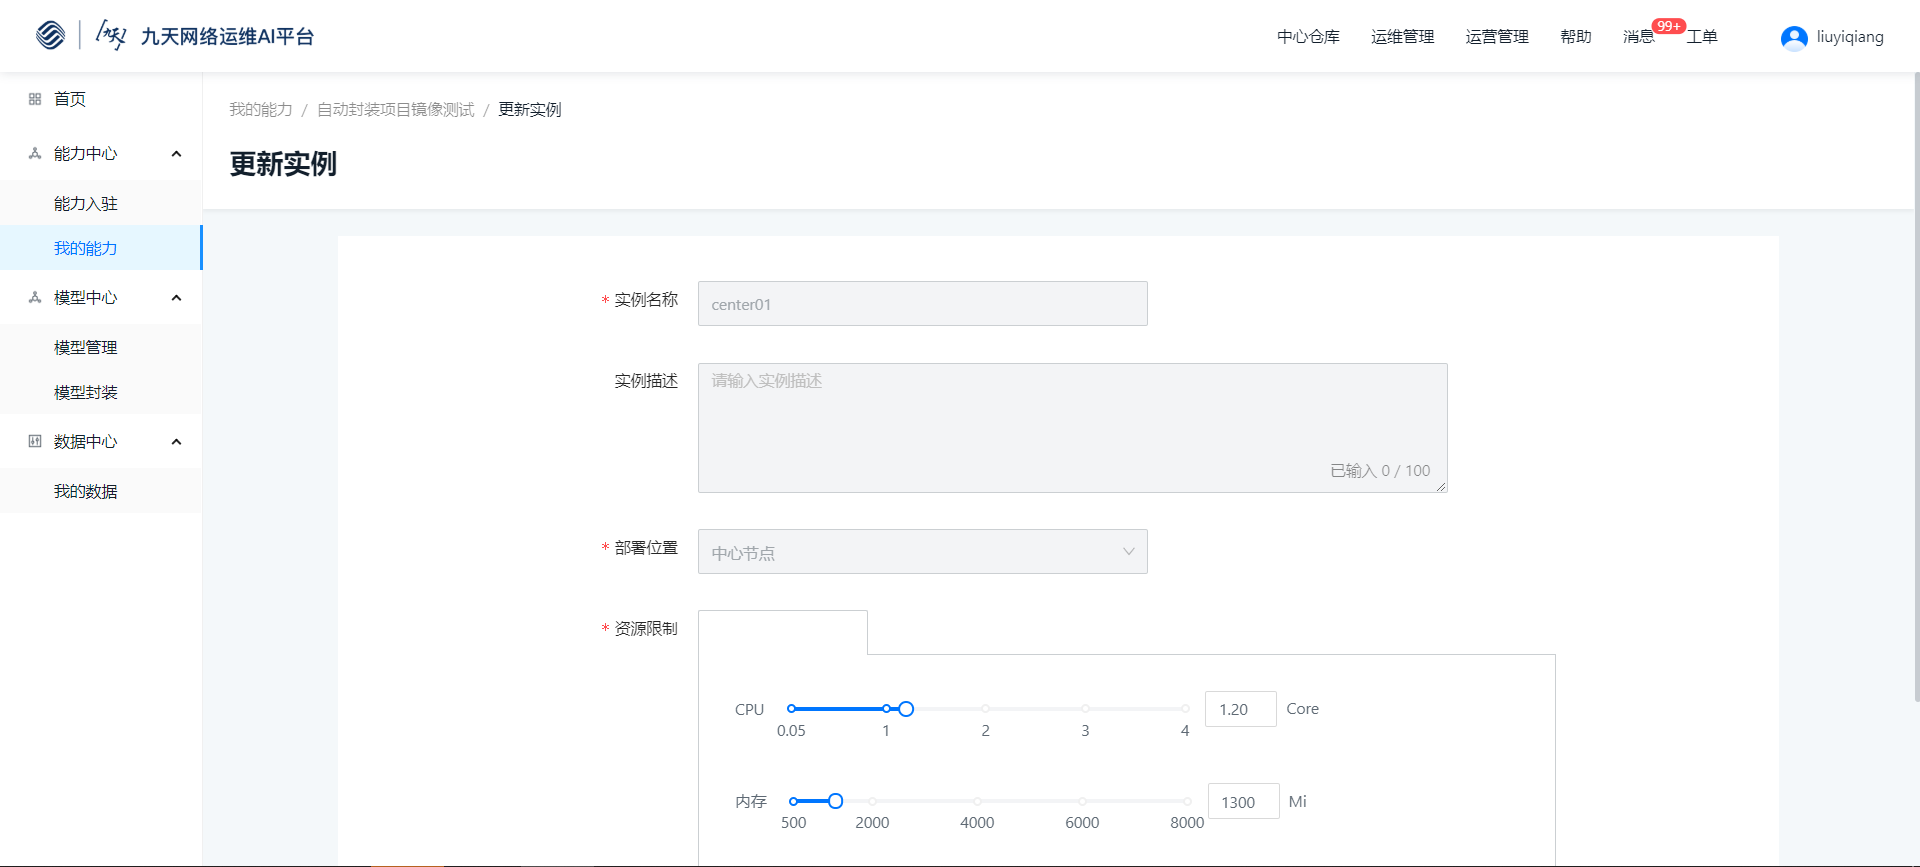 九天 九天网络运维AI平台
中心仓库 运维管理 运营管理 帮助 消息 99+ 工单 liuyiqiang
首页
能力中心
能力入驻
我的能力
模型中心
模型管理
模型封装
数据中心
我的数据
我的能力 / 自动封装项目镜像测试 / 更新实例
更新实例
* 实例名称 center01
实例描述 请输入实例描述
已输入 0 / 100
* 部署位置 中心节点
* 资源限制
CPU 1.20 Core
0.05 1 2 3 4
内存 1300 Mi
500 2000 4000 6000 8000